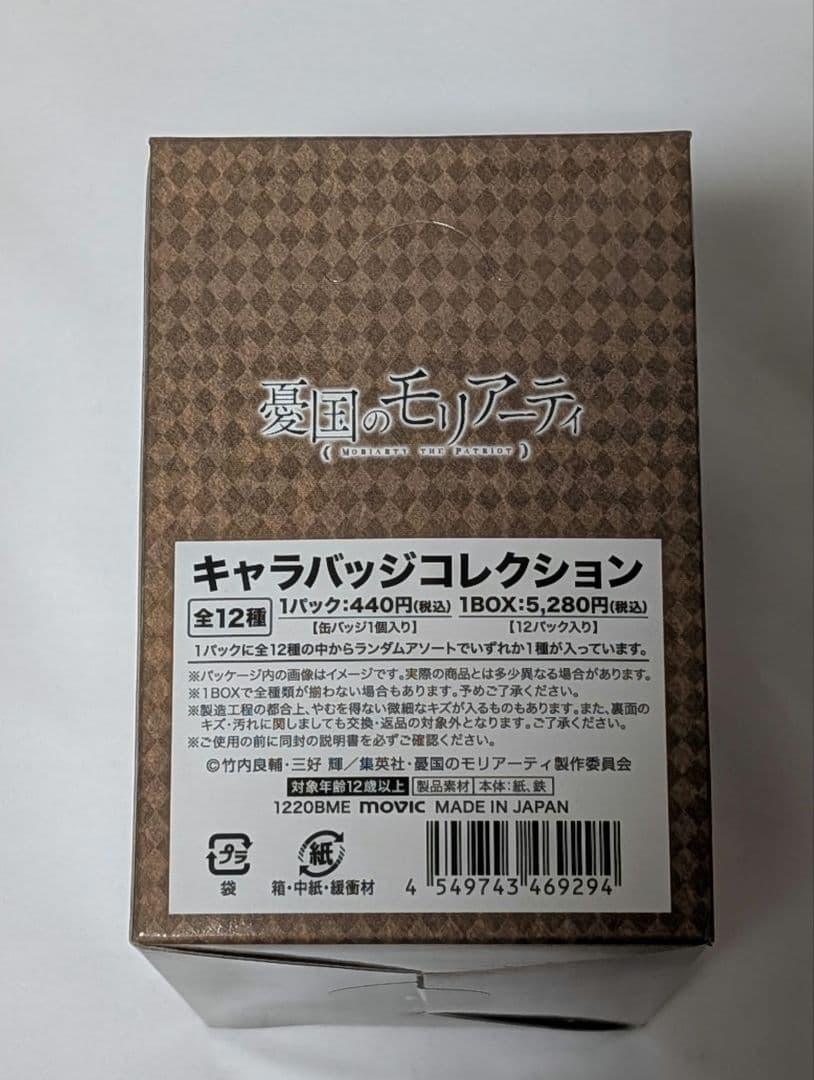 憂国のモリアーティ
MORIARTY THE PATRIOT
キャラバッジコレクション
全12種 1パック:440円(税込) 1BOX:5,280円(税込)
【缶バッジ1個入り】 【12パック入り】
1パックに全12種の中からランダムアソートでいずれか1種が入っています。
※パッケージ内の画像はイメージです。実際の商品とは多少異なる場合があります。
※1BOXで全種類が揃わない場合もあります。予めご了承ください。
※製造工程の都合上、やむを得ない微細なキズが入るものもあります。また、裏面の
キズ・汚れに関しましても交換・返品の対象外となります。ご了承ください。
※ご使用の前に同封の説明書を必ずご確認ください。
©竹内良輔・三好 輝/集英社・憂国のモリアーティ製作委員会
対象年齢12歳以上 製品素材 本体:紙、鉄
1220BME movic MADE IN JAPAN
プラ 紙
袋 箱・中紙・緩衝材 4 549743 469294